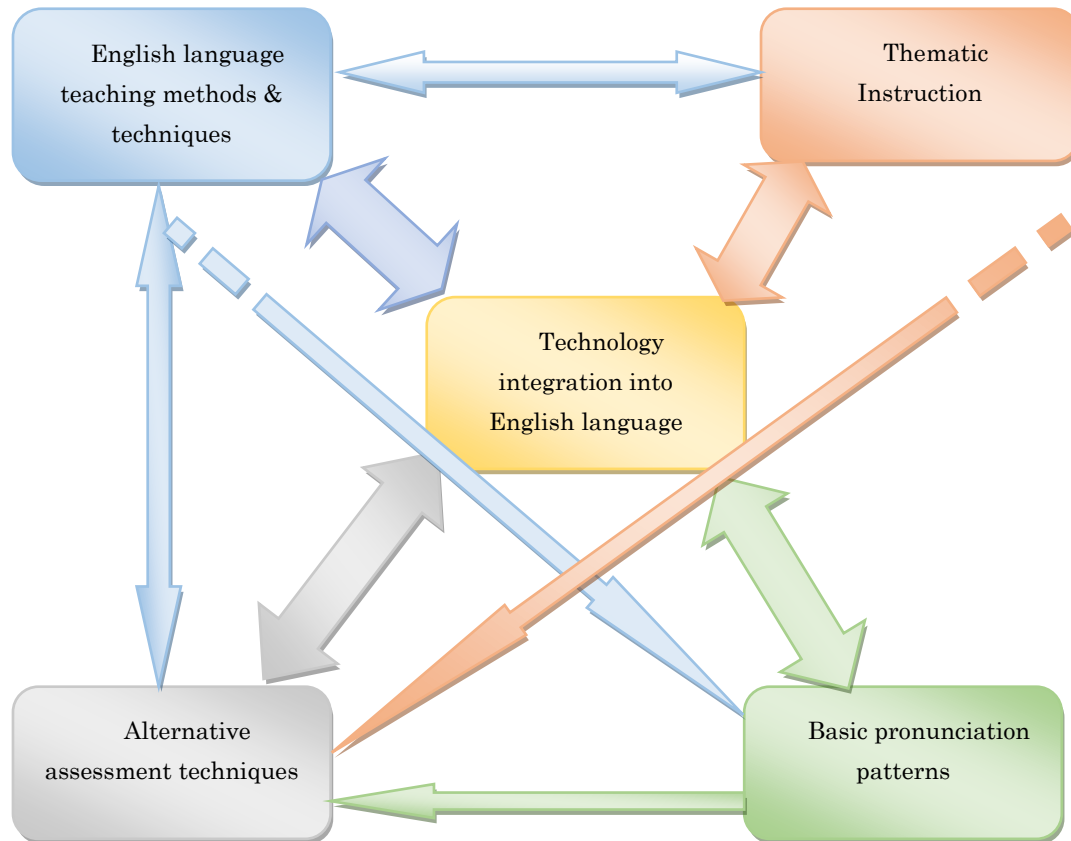 English language
teaching methods &
techniques
Thematic
Instruction
Technology
integration into
English language
Alternative
assessment techniques
Basic pronunciation
patterns